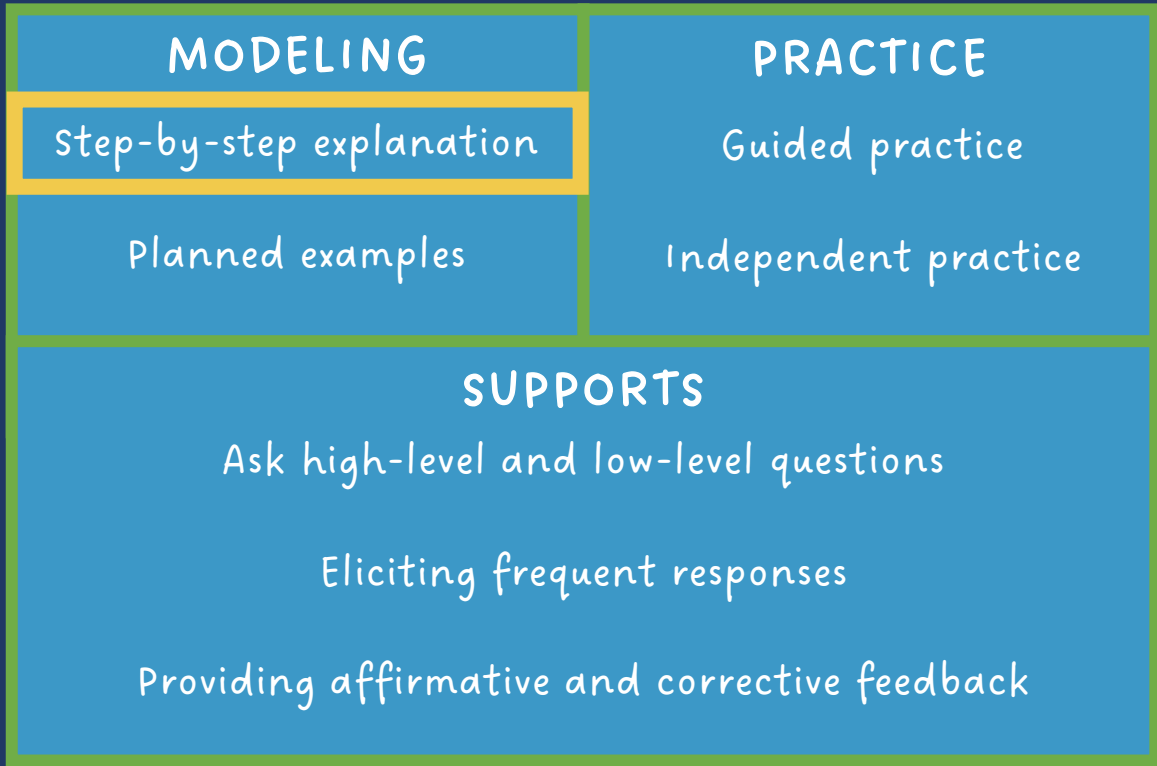 MODELING
Step-by-step explanation
Planned examples
PRACTICE
Guided practice
Independent practice
SUPPORTS
Ask high-level and low-level questions
Eliciting frequent responses
Providing affirmative and corrective feedback